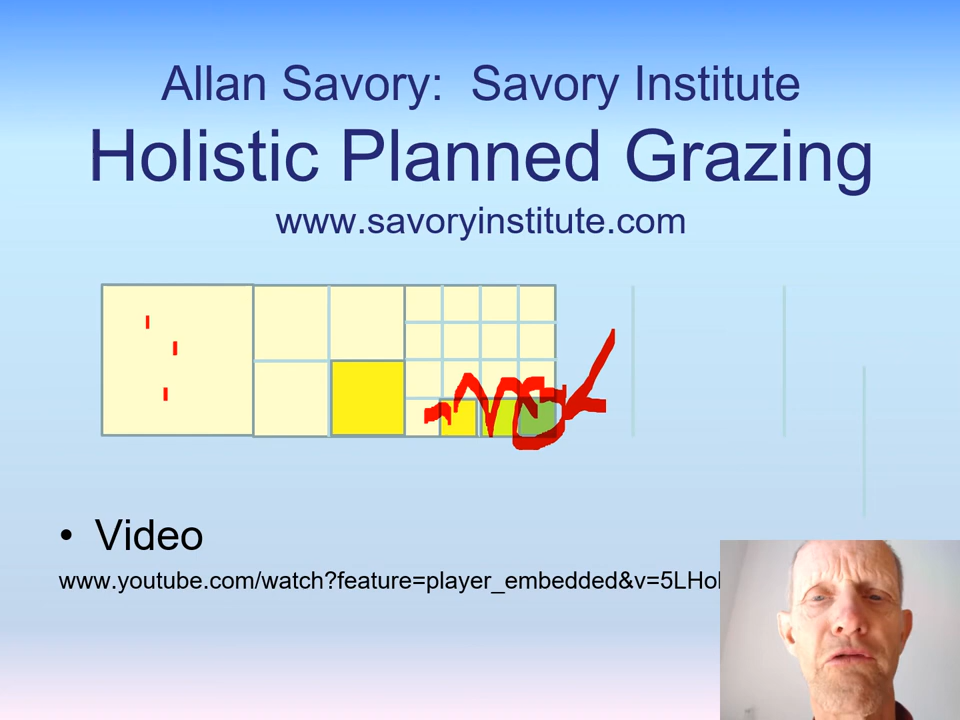 Allan Savory:  Savory Institute
Holistic Planned Grazing
www.savoryinstitute.com
• Video
www.youtube.com/watch?feature=player_embedded&v=5LHo